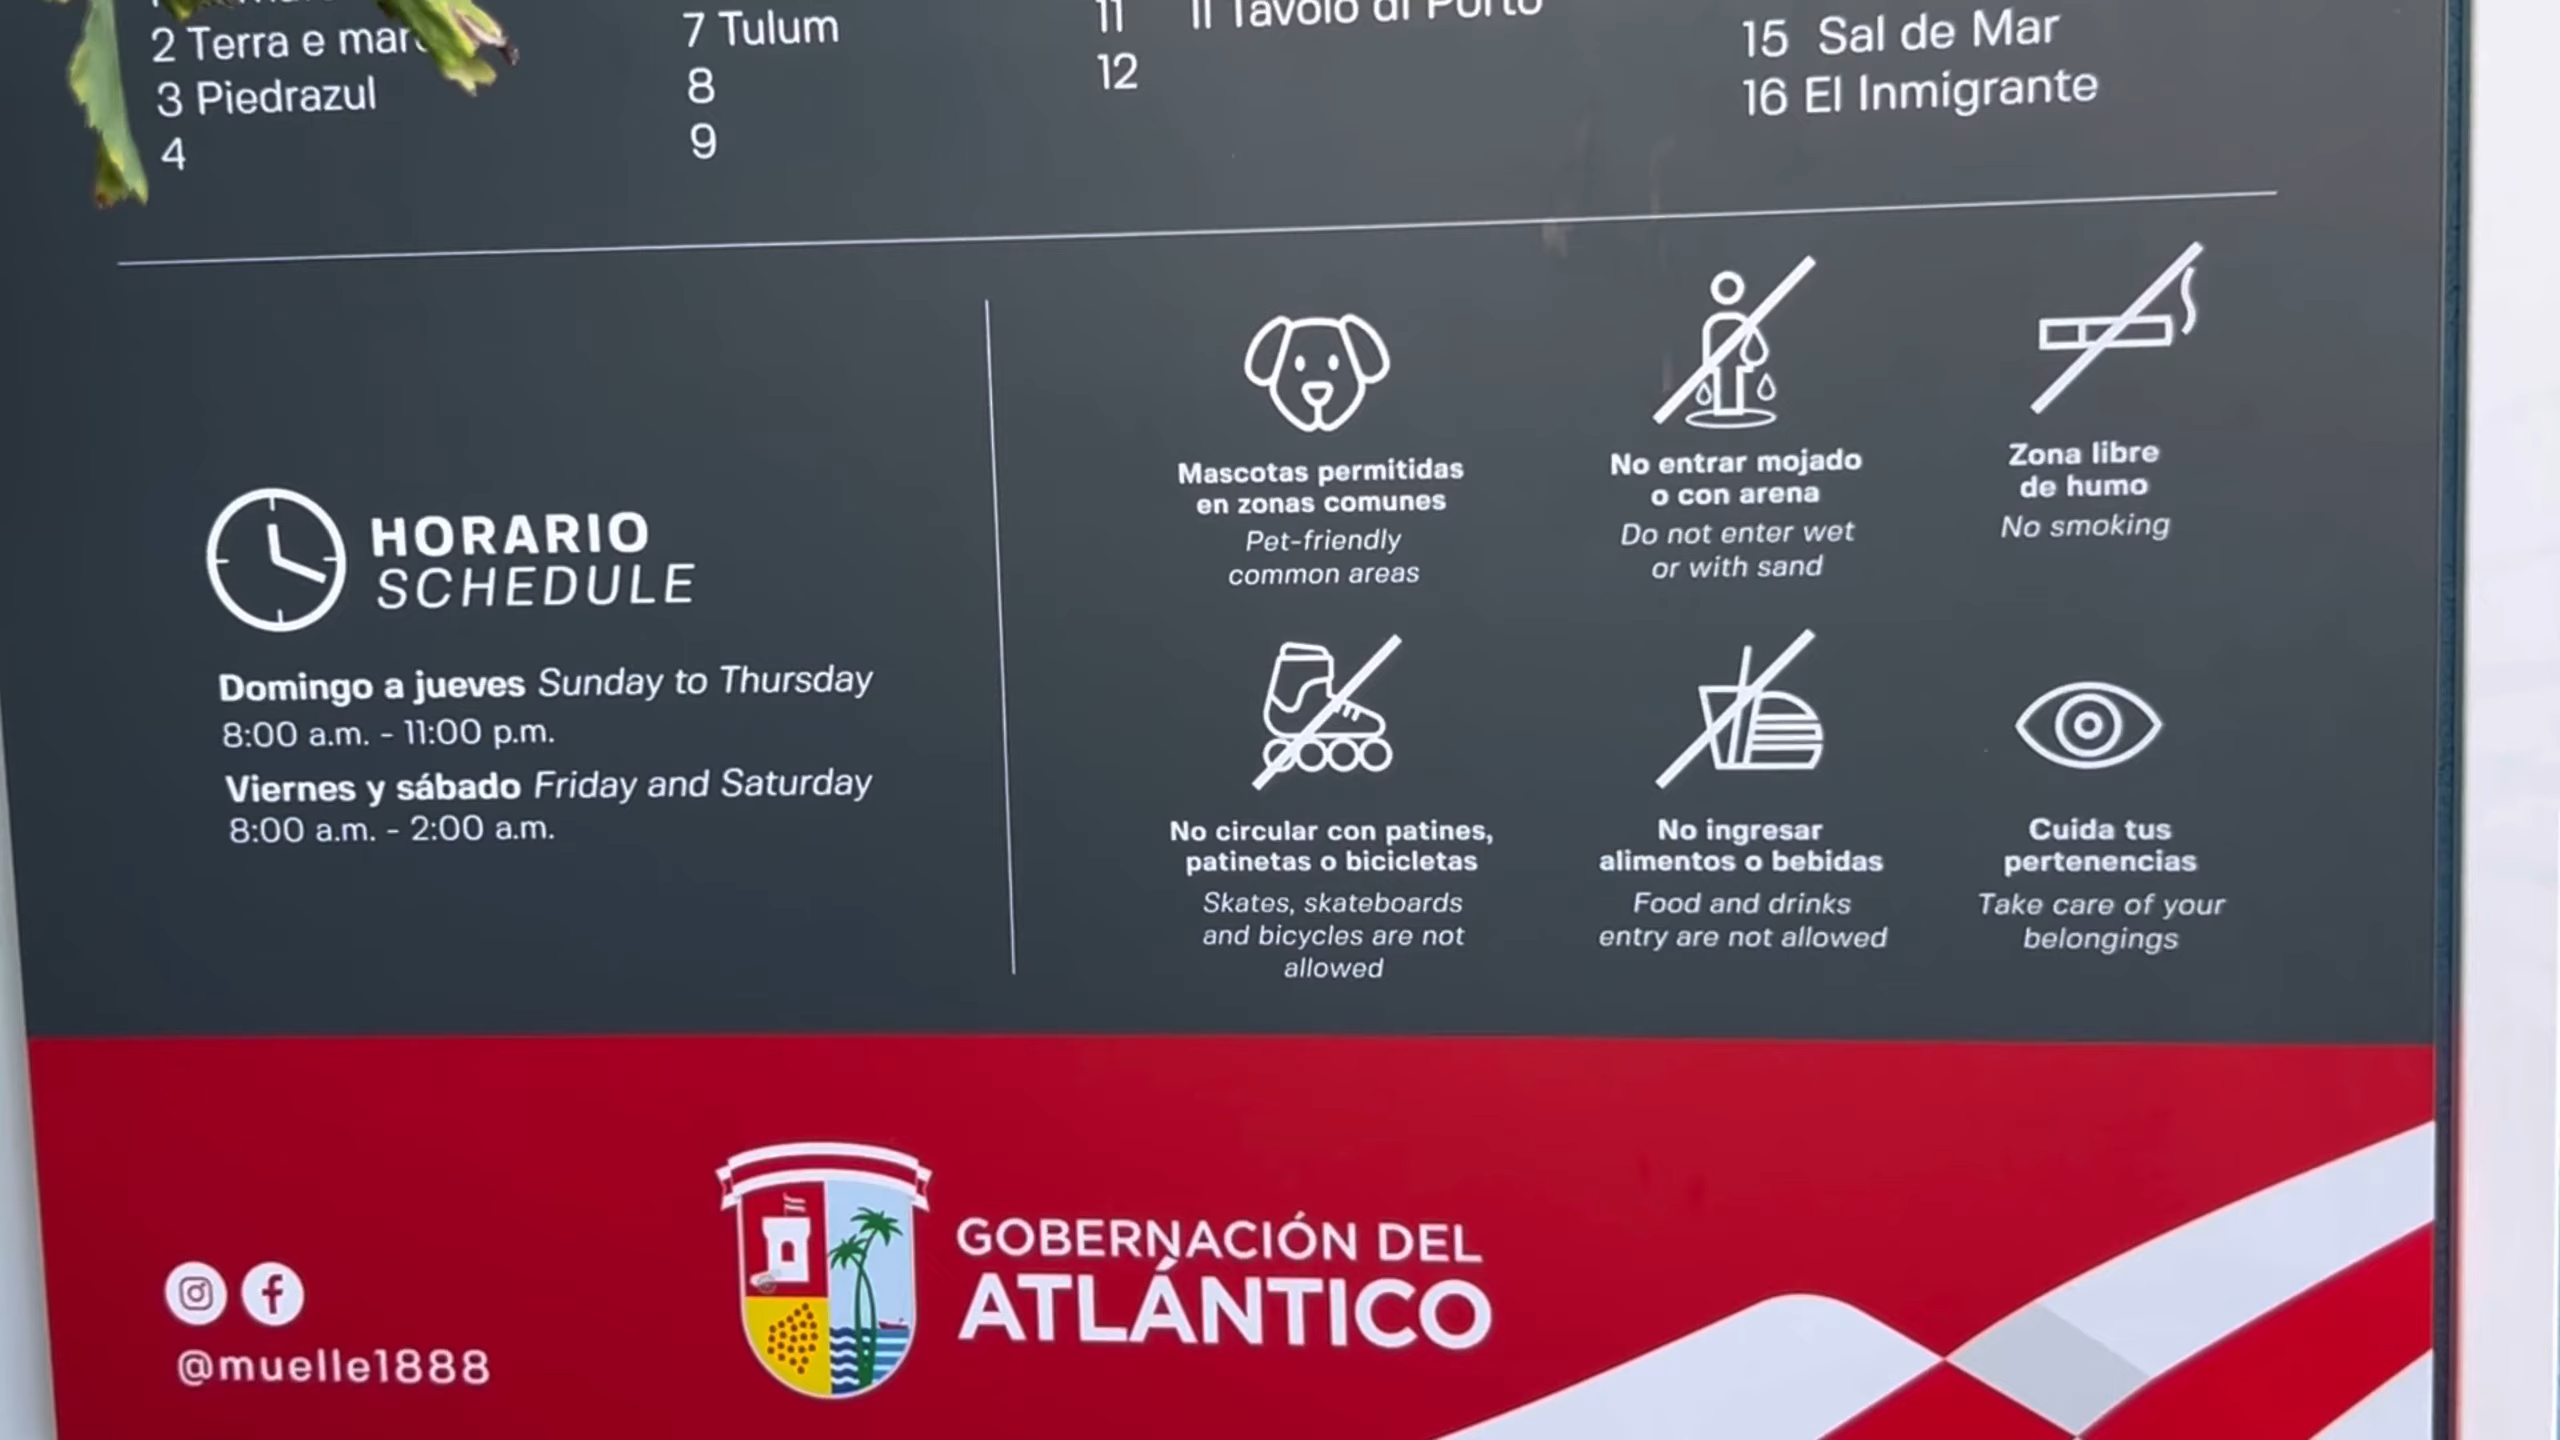 2 Terra e mar
3 Piedrazul
4
7 Tulum
8
9
11 Il Tavolo di Porto
12
15 Sal de Mar
16 El Inmigrante
HORARIO
SCHEDULE
Domingo a jueves Sunday to Thursday
8:00 a.m. - 11:00 p.m.
Viernes y sábado Friday and Saturday
8:00 a.m. - 2:00 a.m.
Mascotas permitidas
en zonas comunes
Pet-friendly
common areas
No entrar mojado
o con arena
Do not enter wet
or with sand
Zona libre
de humo
No smoking
No circular con patines,
patinetas o bicicletas
Skates, skateboards
and bicycles are not
allowed
No ingresar
alimentos o bebidas
Food and drinks
entry are not allowed
Cuida tus
pertenencias
Take care of your
belongings
@muelle1888
GOBERNACIÓN DEL
ATLÁNTICO